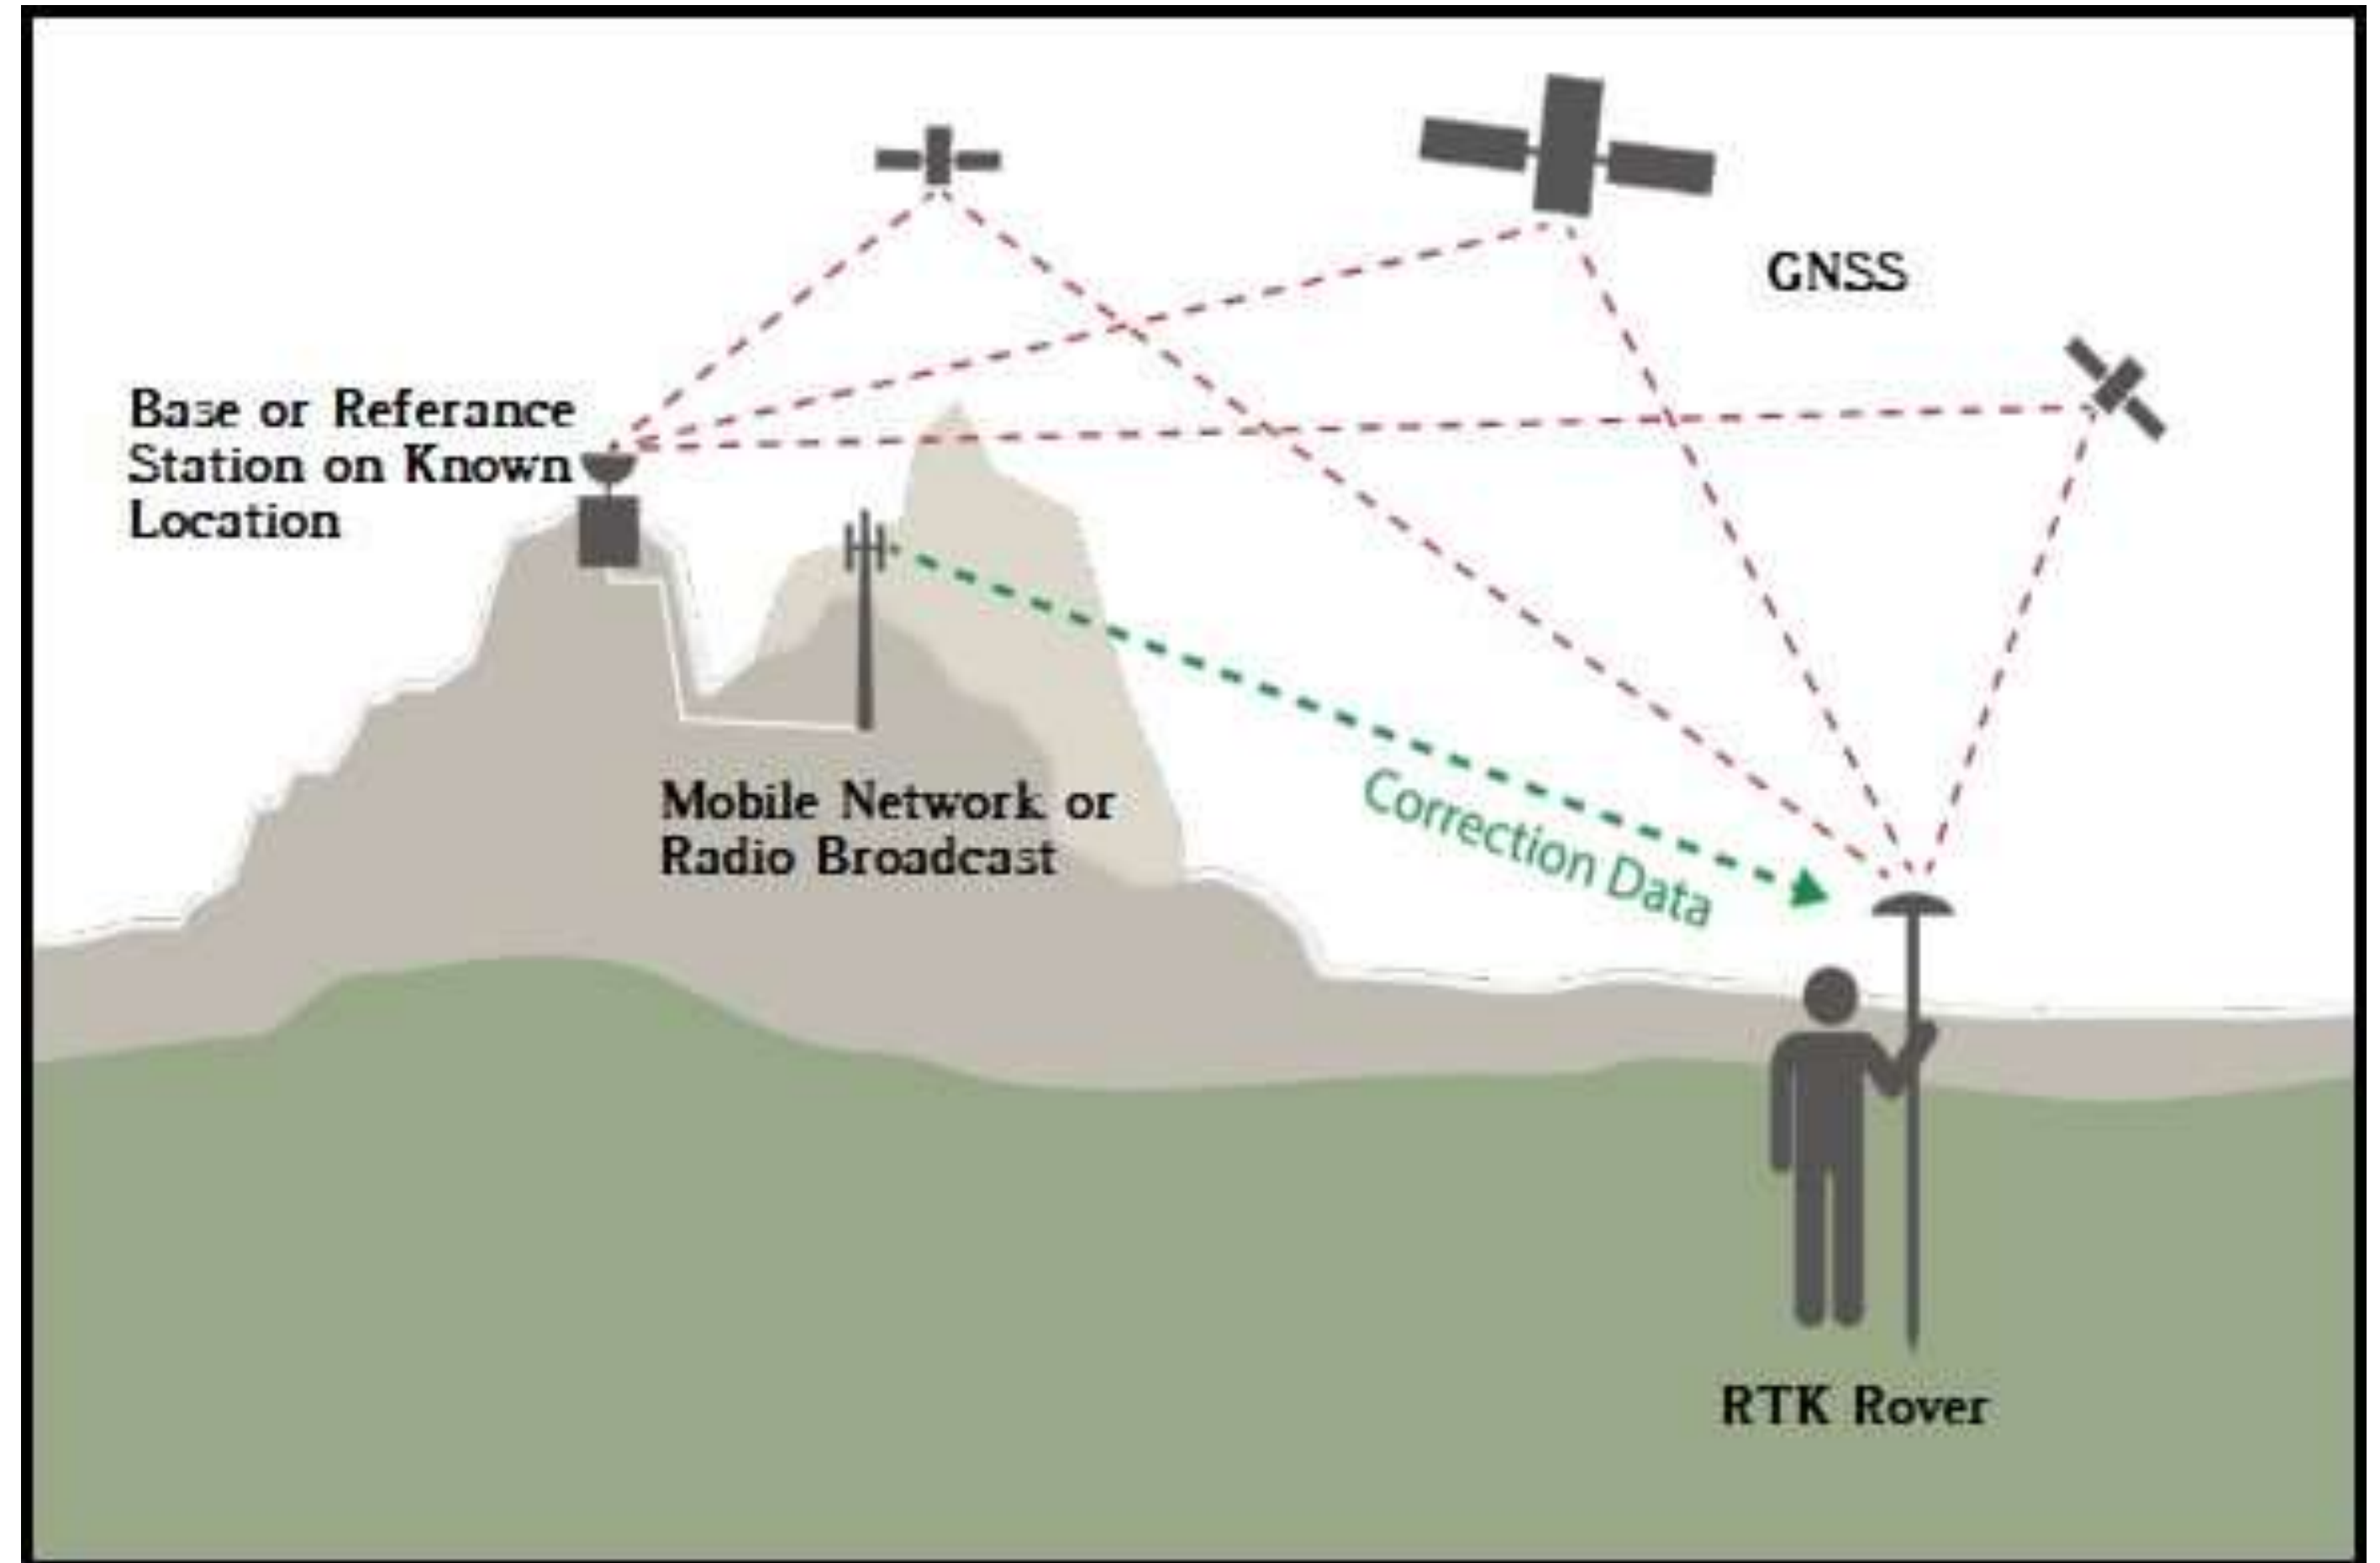 GNSS
Base or Referance
Station on Known
Location
Mobile Network or
Radio Broadcast
Correction Data
RTK Rover